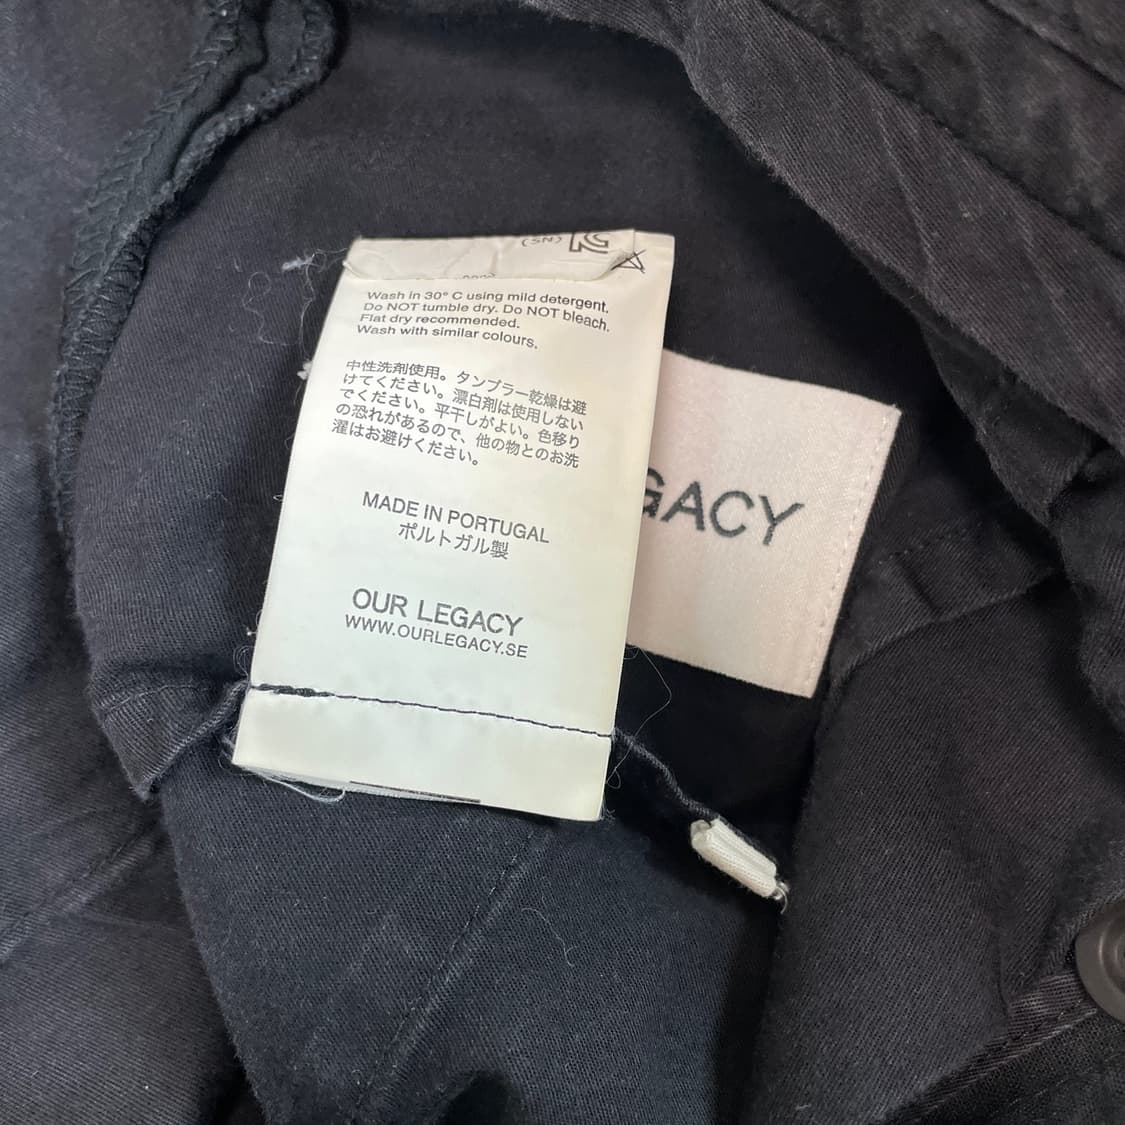 (SN)
Wash in 30° C using mild detergent.
Do NOT tumble dry. Do NOT bleach.
Flat dry recommended.
Wash with similar colours.
中性洗剤使用。タンブラー乾燥は避
けてください。漂白剤は使用しない
でください。平干しがよい。色移り
の恐れがあるので、他の物とのお洗
濯はお避けください。
MADE IN PORTUGAL
ポルトガル製
OUR LEGACY
WWW.OURLEGACY.SE
GACY